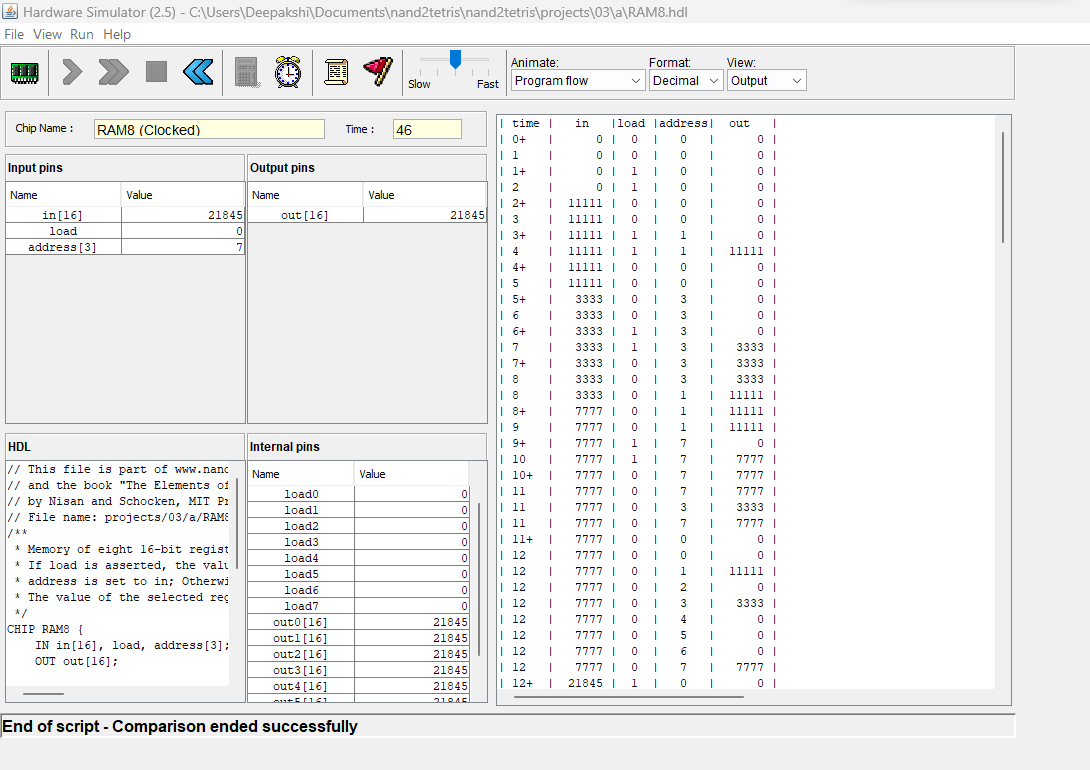 Hardware Simulator (2.5) - C:\Users\Deepakshi\Documents\nand2tetris\nand2tetris\projects\03\a\RAM8.hdl
File View Run Help
Slow Fast
Animate: Format: View:
Program flow Decimal Output
Chip Name : RAM8 (Clocked) Time : 46
Input pins
Name Value
in[16] 21845
load 0
address[3] 7
Output pins
Name Value
out[16] 21845
HDL
// This file is part of www.nand
// and the book "The Elements of
// by Nisan and Schocken, MIT Pr
// File name: projects/03/a/RAM8
/**
* Memory of eight 16-bit regist
* If load is asserted, the valu
* address is set to in; Otherwi
* The value of the selected reg
*/
CHIP RAM8 {
IN in[16], load, address[3];
OUT out[16];
Internal pins
Name Value
load0 0
load1 0
load2 0
load3 0
load4 0
load5 0
load6 0
load7 0
out0[16] 21845
out1[16] 21845
out2[16] 21845
out3[16] 21845
out4[16] 21845
out5[16] 21845
| time | in |load |address| out |
| 0+ | 0 | 0 | 0 | 0 |
| 1 | 0 | 0 | 0 | 0 |
| 1+ | 0 | 1 | 0 | 0 |
| 2 | 0 | 1 | 0 | 0 |
| 2+ | 11111 | 0 | 0 | 0 |
| 3 | 11111 | 0 | 0 | 0 |
| 3+ | 11111 | 1 | 1 | 0 |
| 4 | 11111 | 1 | 1 | 11111 |
| 4+ | 11111 | 0 | 0 | 0 |
| 5 | 11111 | 0 | 0 | 0 |
| 5+ | 3333 | 0 | 3 | 0 |
| 6 | 3333 | 0 | 3 | 0 |
| 6+ | 3333 | 1 | 3 | 0 |
| 7 | 3333 | 1 | 3 | 3333 |
| 7+ | 3333 | 0 | 3 | 3333 |
| 8 | 3333 | 0 | 3 | 3333 |
| 8 | 3333 | 0 | 1 | 11111 |
| 8+ | 7777 | 0 | 1 | 11111 |
| 9 | 7777 | 0 | 1 | 11111 |
| 9+ | 7777 | 1 | 7 | 0 |
| 10 | 7777 | 1 | 7 | 7777 |
| 10+ | 7777 | 0 | 7 | 7777 |
| 11 | 7777 | 0 | 7 | 7777 |
| 11 | 7777 | 0 | 3 | 3333 |
| 11 | 7777 | 0 | 7 | 7777 |
| 11+ | 7777 | 0 | 0 | 0 |
| 12 | 7777 | 0 | 0 | 0 |
| 12 | 7777 | 0 | 1 | 11111 |
| 12 | 7777 | 0 | 2 | 0 |
| 12 | 7777 | 0 | 3 | 3333 |
| 12 | 7777 | 0 | 4 | 0 |
| 12 | 7777 | 0 | 5 | 0 |
| 12 | 7777 | 0 | 6 | 0 |
| 12 | 7777 | 0 | 7 | 7777 |
| 12+ | 21845 | 1 | 0 | 0 |
End of script - Comparison ended successfully